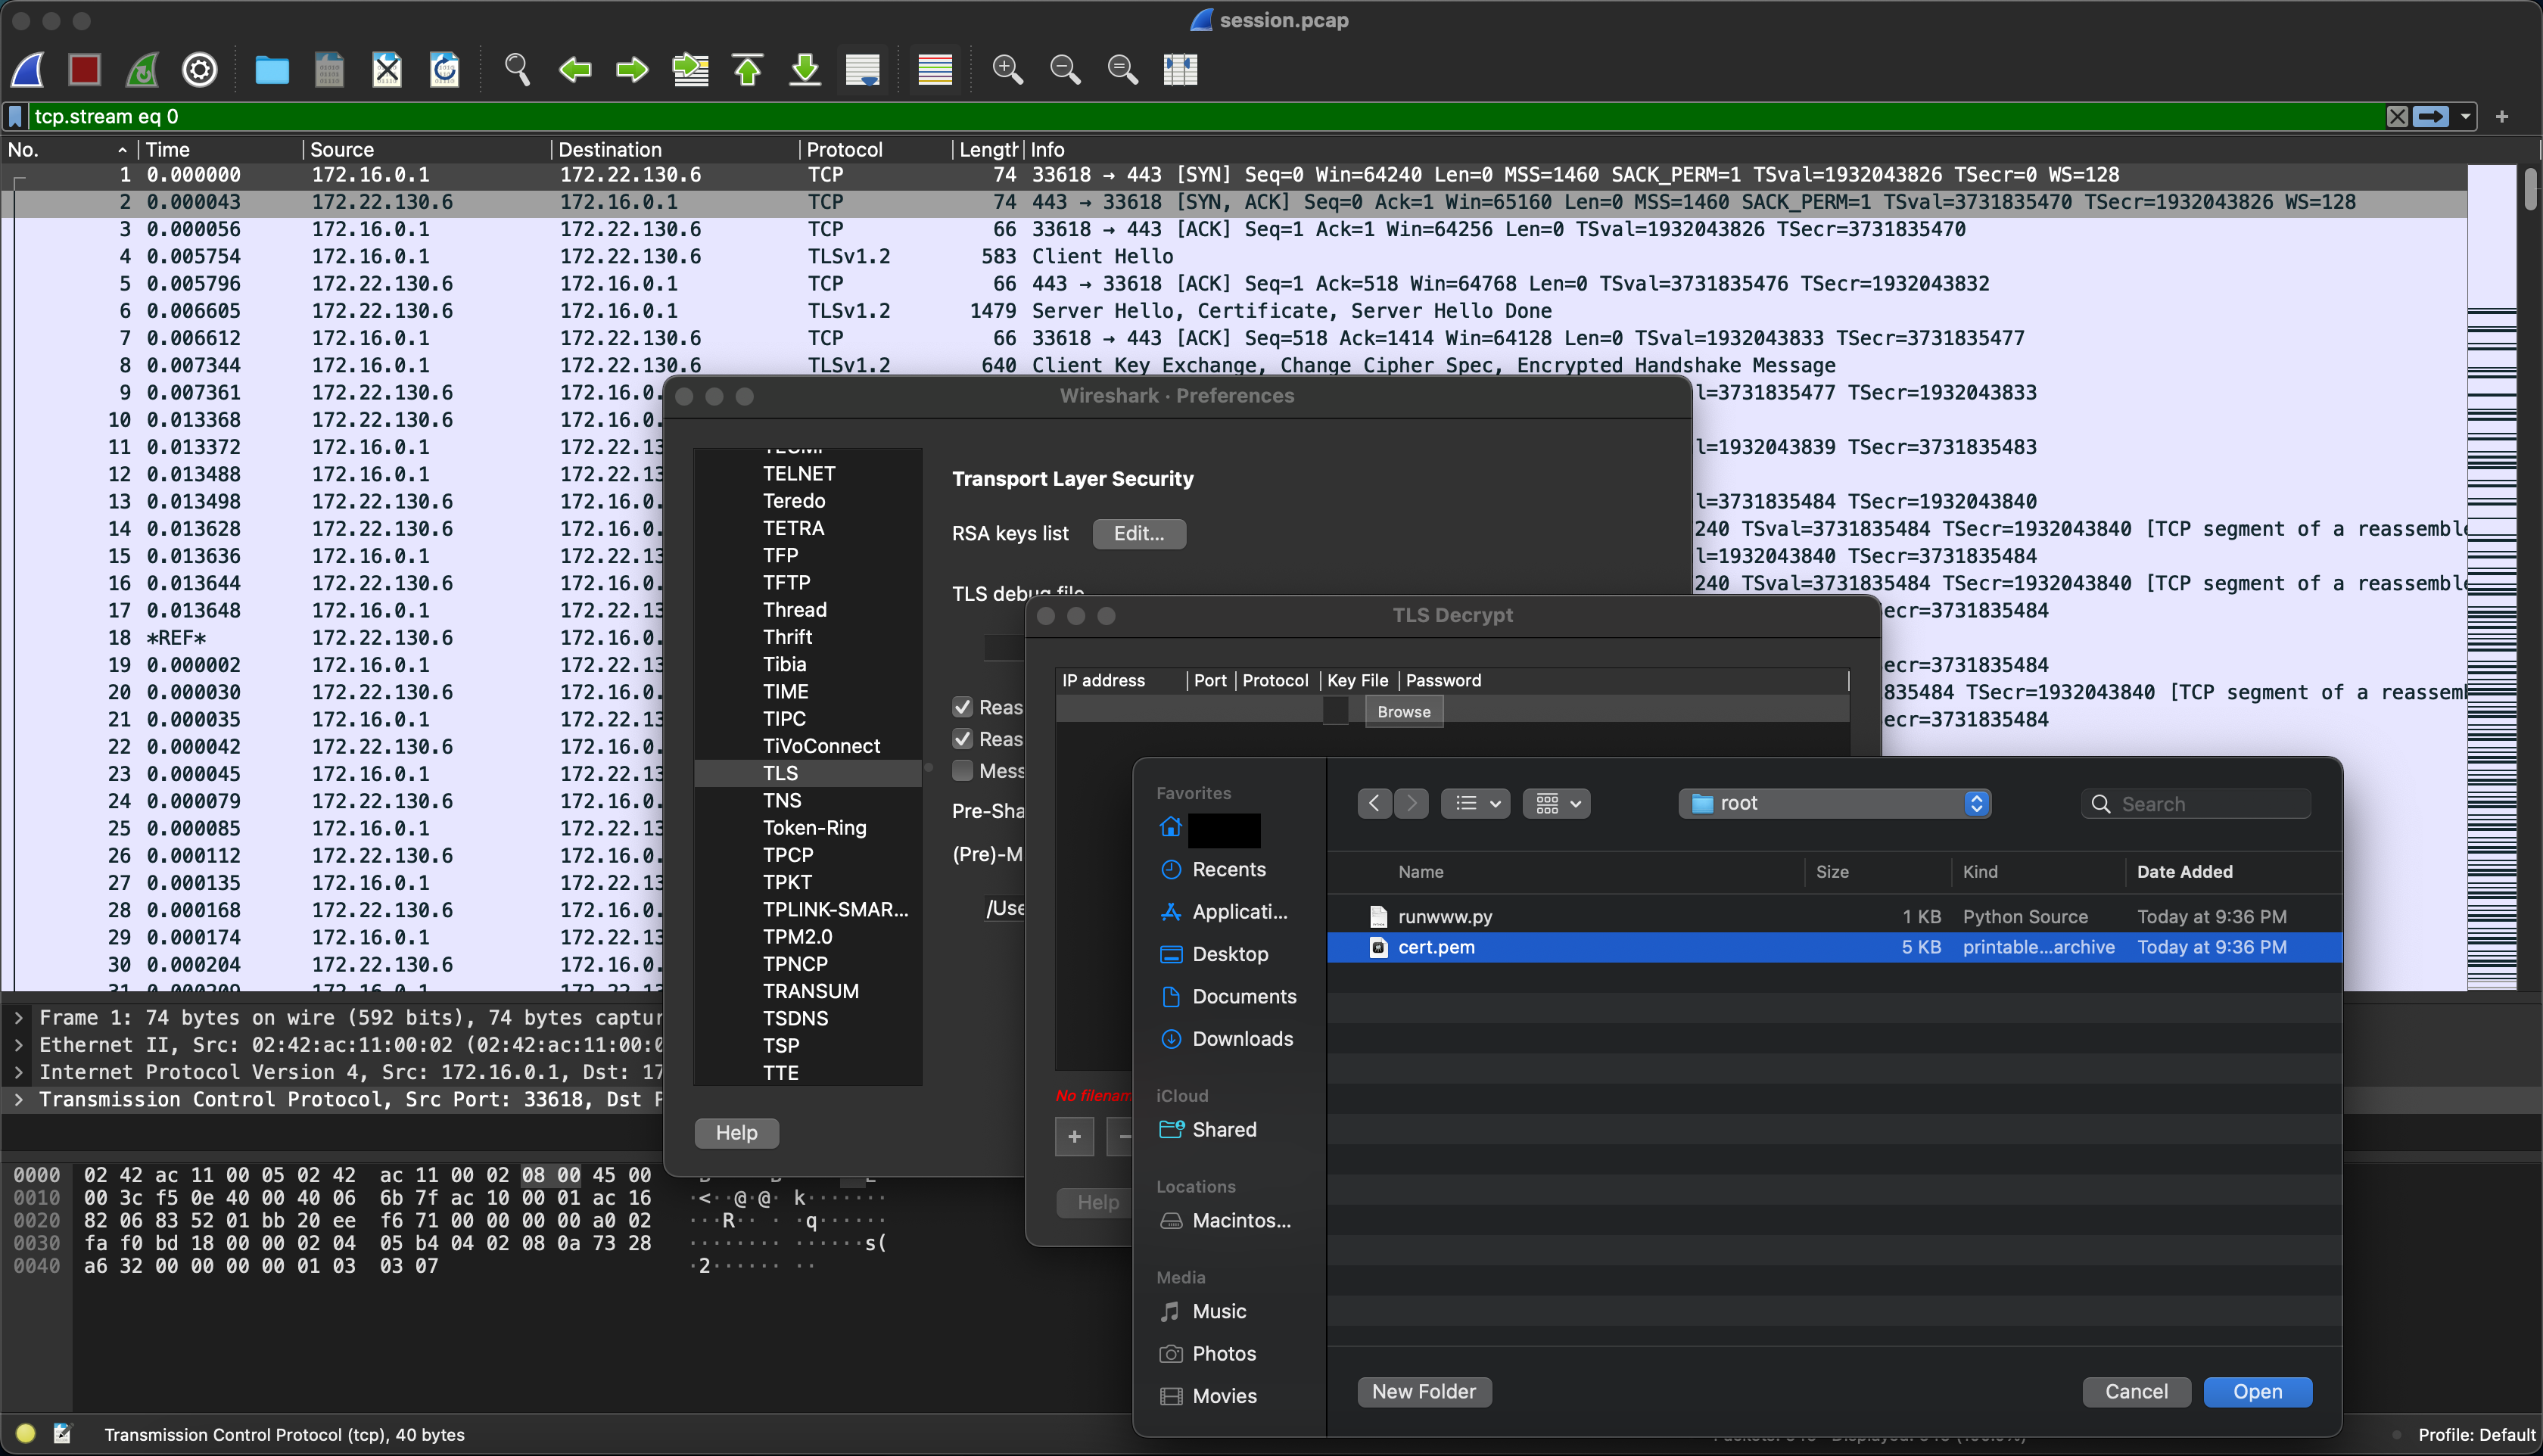 session.pcap
tcp.stream eq 0
No. Time Source Destination Protocol Length Info
1 0.000000 172.16.0.1 172.22.130.6 TCP 74 33618 → 443 [SYN] Seq=0 Win=64240 Len=0 MSS=1460 SACK_PERM=1 TSval=1932043826 TSecr=0 WS=128
2 0.000043 172.22.130.6 172.16.0.1 TCP 74 443 → 33618 [SYN, ACK] Seq=0 Ack=1 Win=65160 Len=0 MSS=1460 SACK_PERM=1 TSval=3731835470 TSecr=1932043826 WS=128
3 0.000056 172.16.0.1 172.22.130.6 TCP 66 33618 → 443 [ACK] Seq=1 Ack=1 Win=64256 Len=0 TSval=1932043826 TSecr=3731835470
4 0.005754 172.16.0.1 172.22.130.6 TLSv1.2 583 Client Hello
5 0.005796 172.22.130.6 172.16.0.1 TCP 66 443 → 33618 [ACK] Seq=1 Ack=518 Win=64768 Len=0 TSval=3731835476 TSecr=1932043832
6 0.006605 172.22.130.6 172.16.0.1 TLSv1.2 1479 Server Hello, Certificate, Server Hello Done
7 0.006612 172.16.0.1 172.22.130.6 TCP 66 33618 → 443 [ACK] Seq=518 Ack=1414 Win=64128 Len=0 TSval=1932043833 TSecr=3731835477
8 0.007344 172.16.0.1 172.22.130.6 TLSv1.2 640 Client Key Exchange, Change Cipher Spec, Encrypted Handshake Message
9 0.007361 172.22.130.6 172.16.0. l=3731835477 TSecr=1932043833
10 0.013368 172.22.130.6 172.16.0.
11 0.013372 172.16.0.1 172.22.13 l=1932043839 TSecr=3731835483
12 0.013488 172.16.0.1 172.22.13
13 0.013498 172.22.130.6 172.16.0. l=3731835484 TSecr=1932043840
14 0.013628 172.22.130.6 172.16.0. 240 TSval=3731835484 TSecr=1932043840 [TCP segment of a reassemble
15 0.013636 172.16.0.1 172.22.13 l=1932043840 TSecr=3731835484
16 0.013644 172.22.130.6 172.16.0. 240 TSval=3731835484 TSecr=1932043840 [TCP segment of a reassemble
17 0.013648 172.16.0.1 172.22.13 ecr=3731835484
18 *REF* 172.22.130.6 172.16.0.
19 0.000002 172.16.0.1 172.22.13 ecr=3731835484
20 0.000030 172.22.130.6 172.16.0. 835484 TSecr=1932043840 [TCP segment of a reassem
21 0.000035 172.16.0.1 172.22.13 ecr=3731835484
22 0.000042 172.22.130.6 172.16.0.
23 0.000045 172.16.0.1 172.22.13
24 0.000079 172.22.130.6 172.16.0.
25 0.000085 172.16.0.1 172.22.13
26 0.000112 172.22.130.6 172.16.0.
27 0.000135 172.16.0.1 172.22.13
28 0.000168 172.22.130.6 172.16.0.
29 0.000174 172.16.0.1 172.22.13
30 0.000204 172.22.130.6 172.16.0.
31 0.000209 172.16.0.1 172.22.13
Wireshark · Preferences
TELNET
Teredo
TETRA
TFP
TFTP
Thread
Thrift
Tibia
TIME
TIPC
TiVoConnect
TLS
TNS
Token-Ring
TPCP
TPKT
TPLINK-SMAR...
TPM2.0
TPNCP
TRANSUM
TSDNS
TSP
TTE
Help
Transport Layer Security
RSA keys list Edit...
TLS debug file
Reas
Reas
Mess
Pre-Sha
(Pre)-M
/Use
TLS Decrypt
IP address Port Protocol Key File Password
Browse
No filenam
+ −
Help
Favorites
Recents
Applicati...
Desktop
Documents
Downloads
iCloud
Shared
Locations
Macintos...
Media
Music
Photos
Movies
root
Search
Name Size Kind Date Added
runwww.py 1 KB Python Source Today at 9:36 PM
cert.pem 5 KB printable...archive Today at 9:36 PM
New Folder Cancel Open
Frame 1: 74 bytes on wire (592 bits), 74 bytes captur
Ethernet II, Src: 02:42:ac:11:00:02 (02:42:ac:11:00:0
Internet Protocol Version 4, Src: 172.16.0.1, Dst: 17
Transmission Control Protocol, Src Port: 33618, Dst P
0000 02 42 ac 11 00 05 02 42 ac 11 00 02 08 00 45 00
0010 00 3c f5 0e 40 00 40 06 6b 7f ac 10 00 01 ac 16 ·<··@·@· k·······
0020 82 06 83 52 01 bb 20 ee f6 71 00 00 00 00 a0 02 ···R·· · ·q······
0030 fa f0 bd 18 00 00 02 04 05 b4 04 02 08 0a 73 28 ········ ······s(
0040 a6 32 00 00 00 00 01 03 03 07 ·2······ ··
Transmission Control Protocol (tcp), 40 bytes
Profile: Default